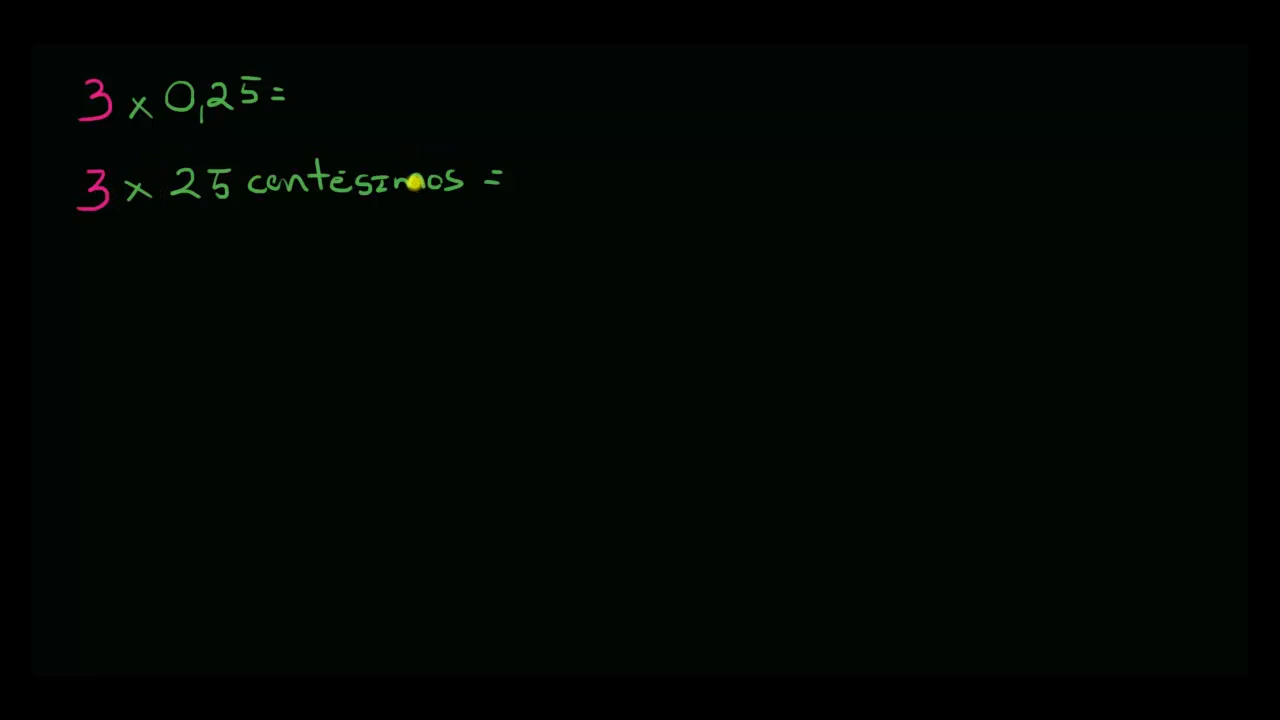 3 x 0,25=
3 x 25 centésimos =